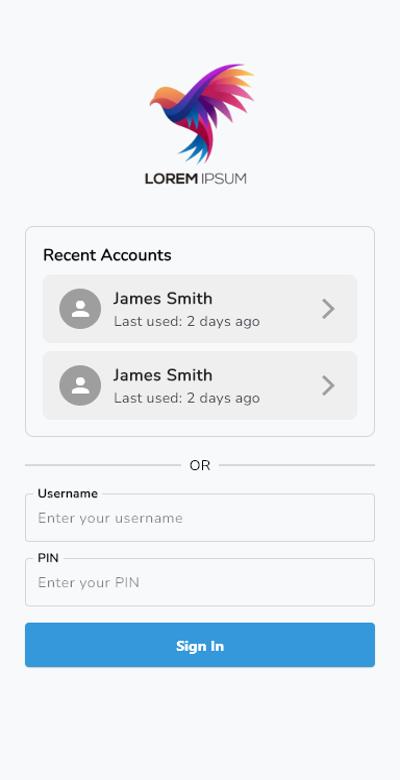 LOREM IPSUM
Recent Accounts
James Smith
Last used: 2 days ago
James Smith
Last used: 2 days ago
OR
Username
Enter your username
PIN
Enter your PIN
Sign In